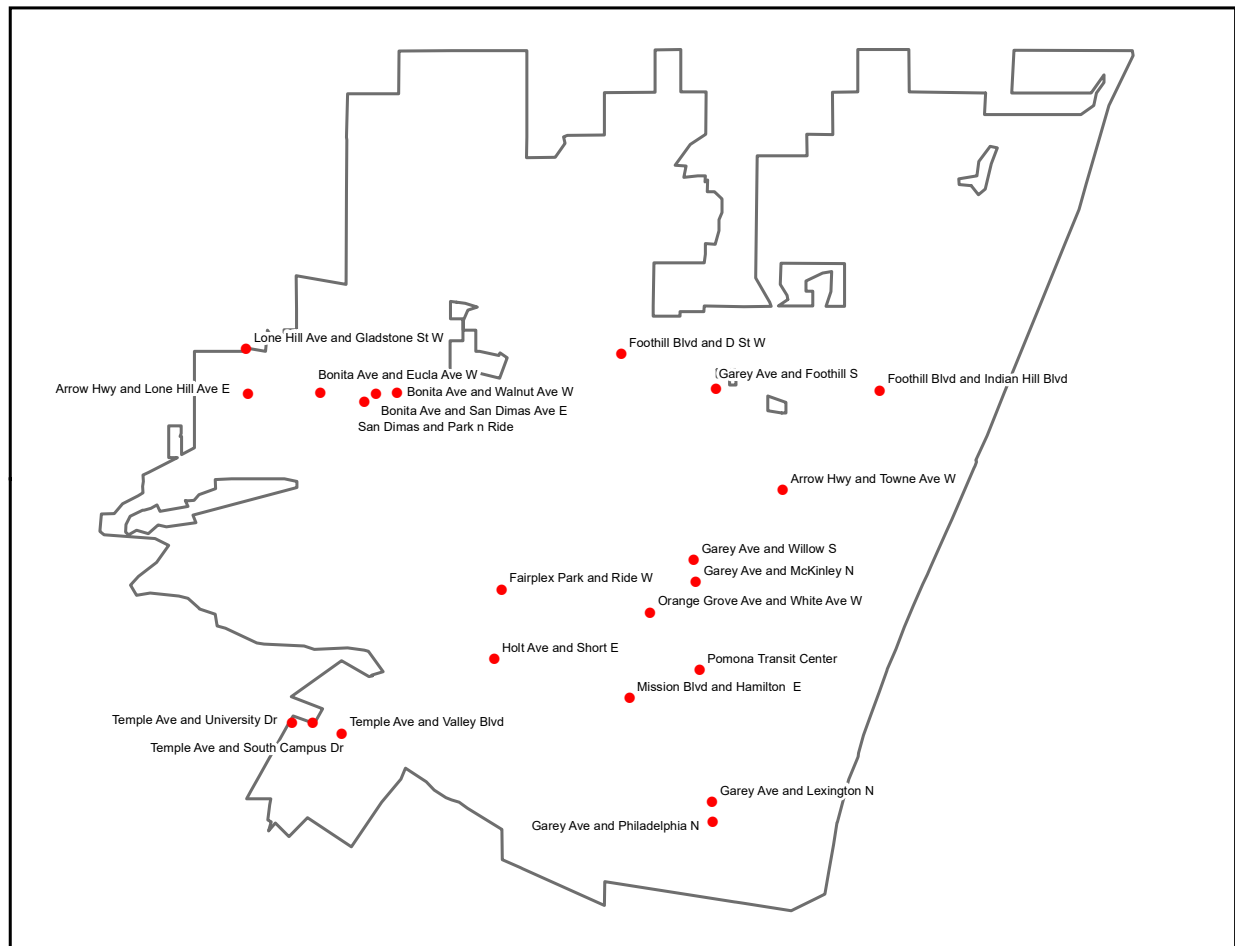 Lone Hill Ave and Gladstone St W
Foothill Blvd and D St W
Bonita Ave and Eucla Ave W
Garey Ave and Foothill S
Foothill Blvd and Indian Hill Blvd
Arrow Hwy and Lone Hill Ave E
Bonita Ave and Walnut Ave W
Bonita Ave and San Dimas Ave E
San Dimas and Park n Ride
Arrow Hwy and Towne Ave W
Garey Ave and Willow S
Garey Ave and McKinley N
Fairplex Park and Ride W
Orange Grove Ave and White Ave W
Holt Ave and Short E
Pomona Transit Center
Mission Blvd and Hamilton  E
Temple Ave and University Dr
Temple Ave and Valley Blvd
Temple Ave and South Campus Dr
Garey Ave and Lexington N
Garey Ave and Philadelphia N